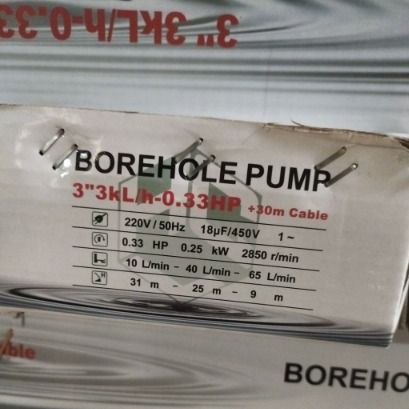 3" 3kL/h-0.33
BOREHOLE PUMP
3"3kL/h-0.33HP +30m Cable
220V/50Hz 18µF/450V 1~
0.33 HP 0.25 kW 2850 r/min
10 L/min - 40 L/min - 65 L/min
31 m - 25 m - 9 m
BOREHO